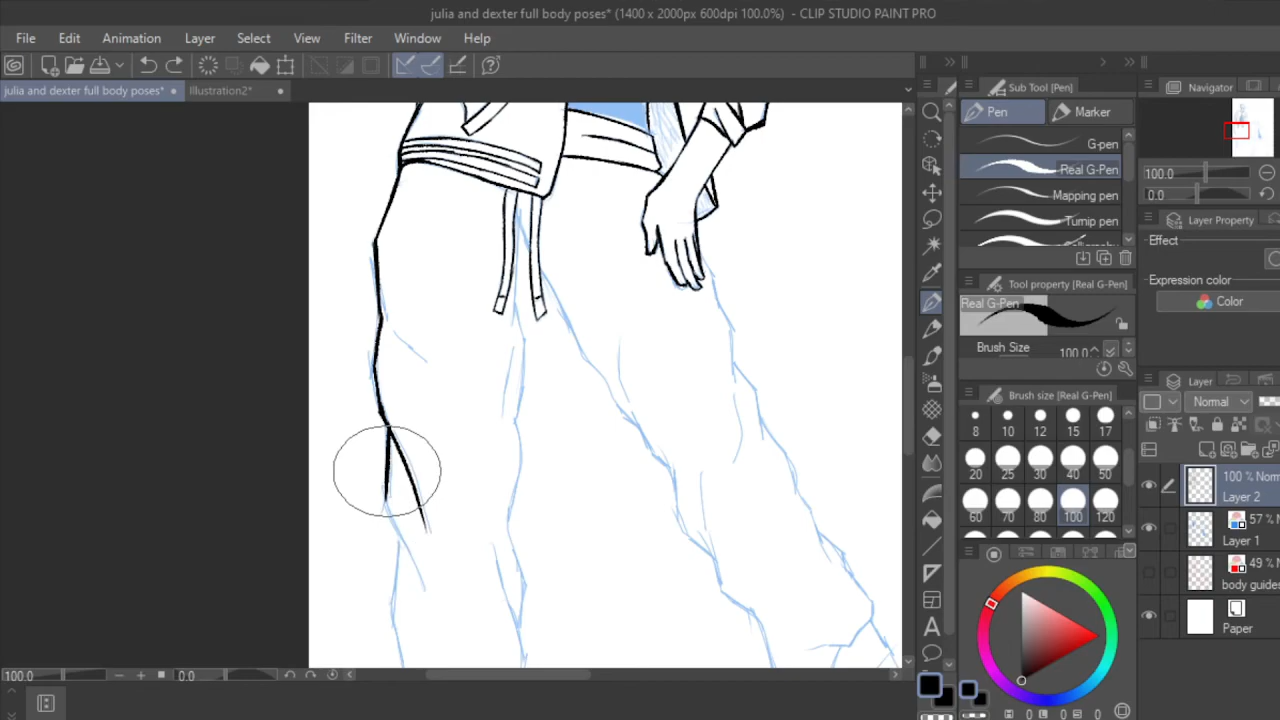 julia and dexter full body poses* (1400 x 2000px 600dpi 100.0%) - CLIP STUDIO PAINT PRO
File Edit Animation Layer Select View Filter Window Help
julia and dexter full body poses* Illustration2*
Sub Tool [Pen]
Pen Marker
G-pen
Real G-Pen
Mapping pen
Turnip pen
Tool property [Real G-Pen]
Real G-Pen
Brush Size 100.0
Brush size [Real G-Pen]
8 10 12 15 17
20 25 30 40 50
60 70 80 100 120
Navigator
100.0
0.0
Layer Property
Effect
Expression color
Color
Layer
Normal
100 % Norm
Layer 2
57 % N
Layer 1
49 % N
body guides
Paper
100.0 0.0
H 0 L 0 S 0